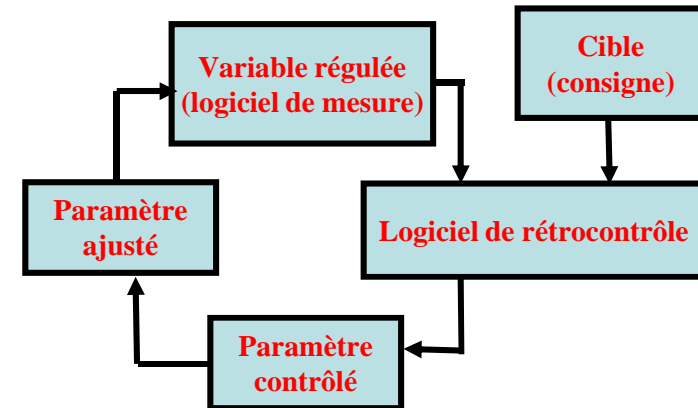 Variable régulée
(logiciel de mesure)
Cible
(consigne)
Paramètre
ajusté
Logiciel de rétrocontrôle
Paramètre
contrôlé